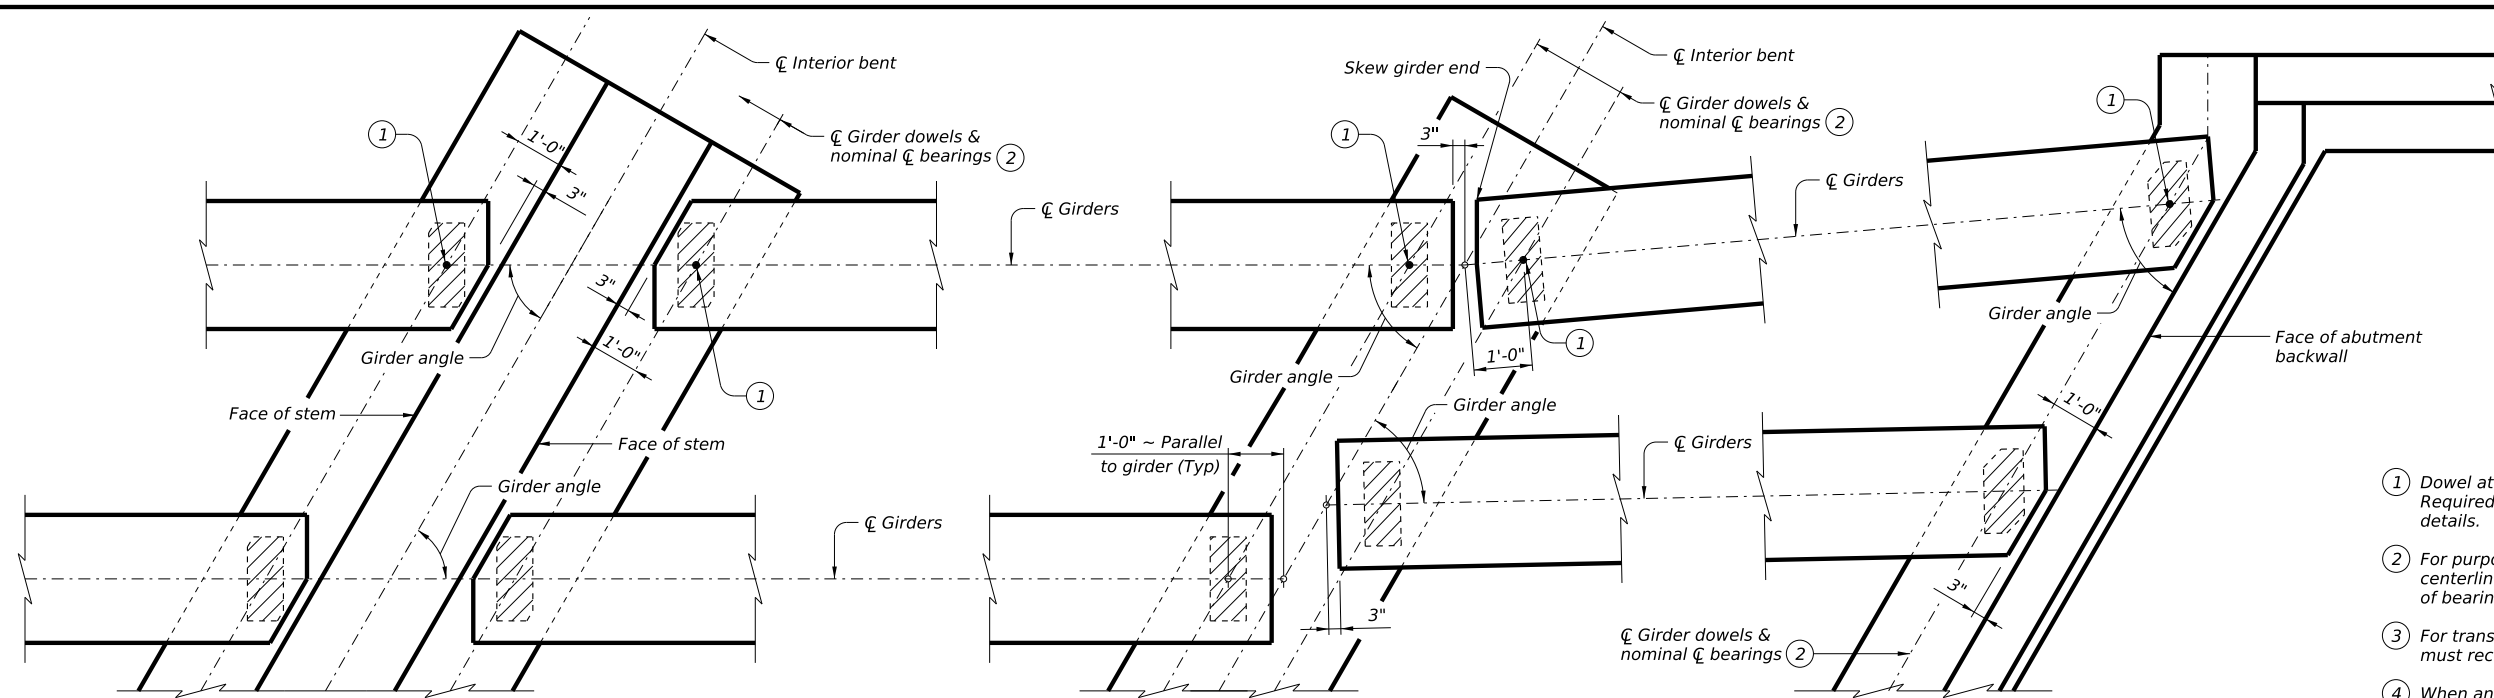 ℄ Interior bent
℄ Girder dowels &
nominal ℄ bearings 2
1
1'-0"
3"
℄ Girders
3"
1'-0"
Girder angle
1
Face of stem
Face of stem
Girder angle
℄ Girders
Skew girder end
℄ Interior bent
℄ Girder dowels &
nominal ℄ bearings 2
1
3"
℄ Girders
1
1'-0"
Girder angle
Girder angle
1'-0" ~ Parallel
to girder (Typ)
℄ Girders
3"
1
Girder angle
Face of abutment
backwall
1'-0"
3"
℄ Girder dowels &
nominal ℄ bearings 2
1 Dowel at
Required
details.
2 For purpo
centerlin
of bearin
3 For trans
must rec
4 When an